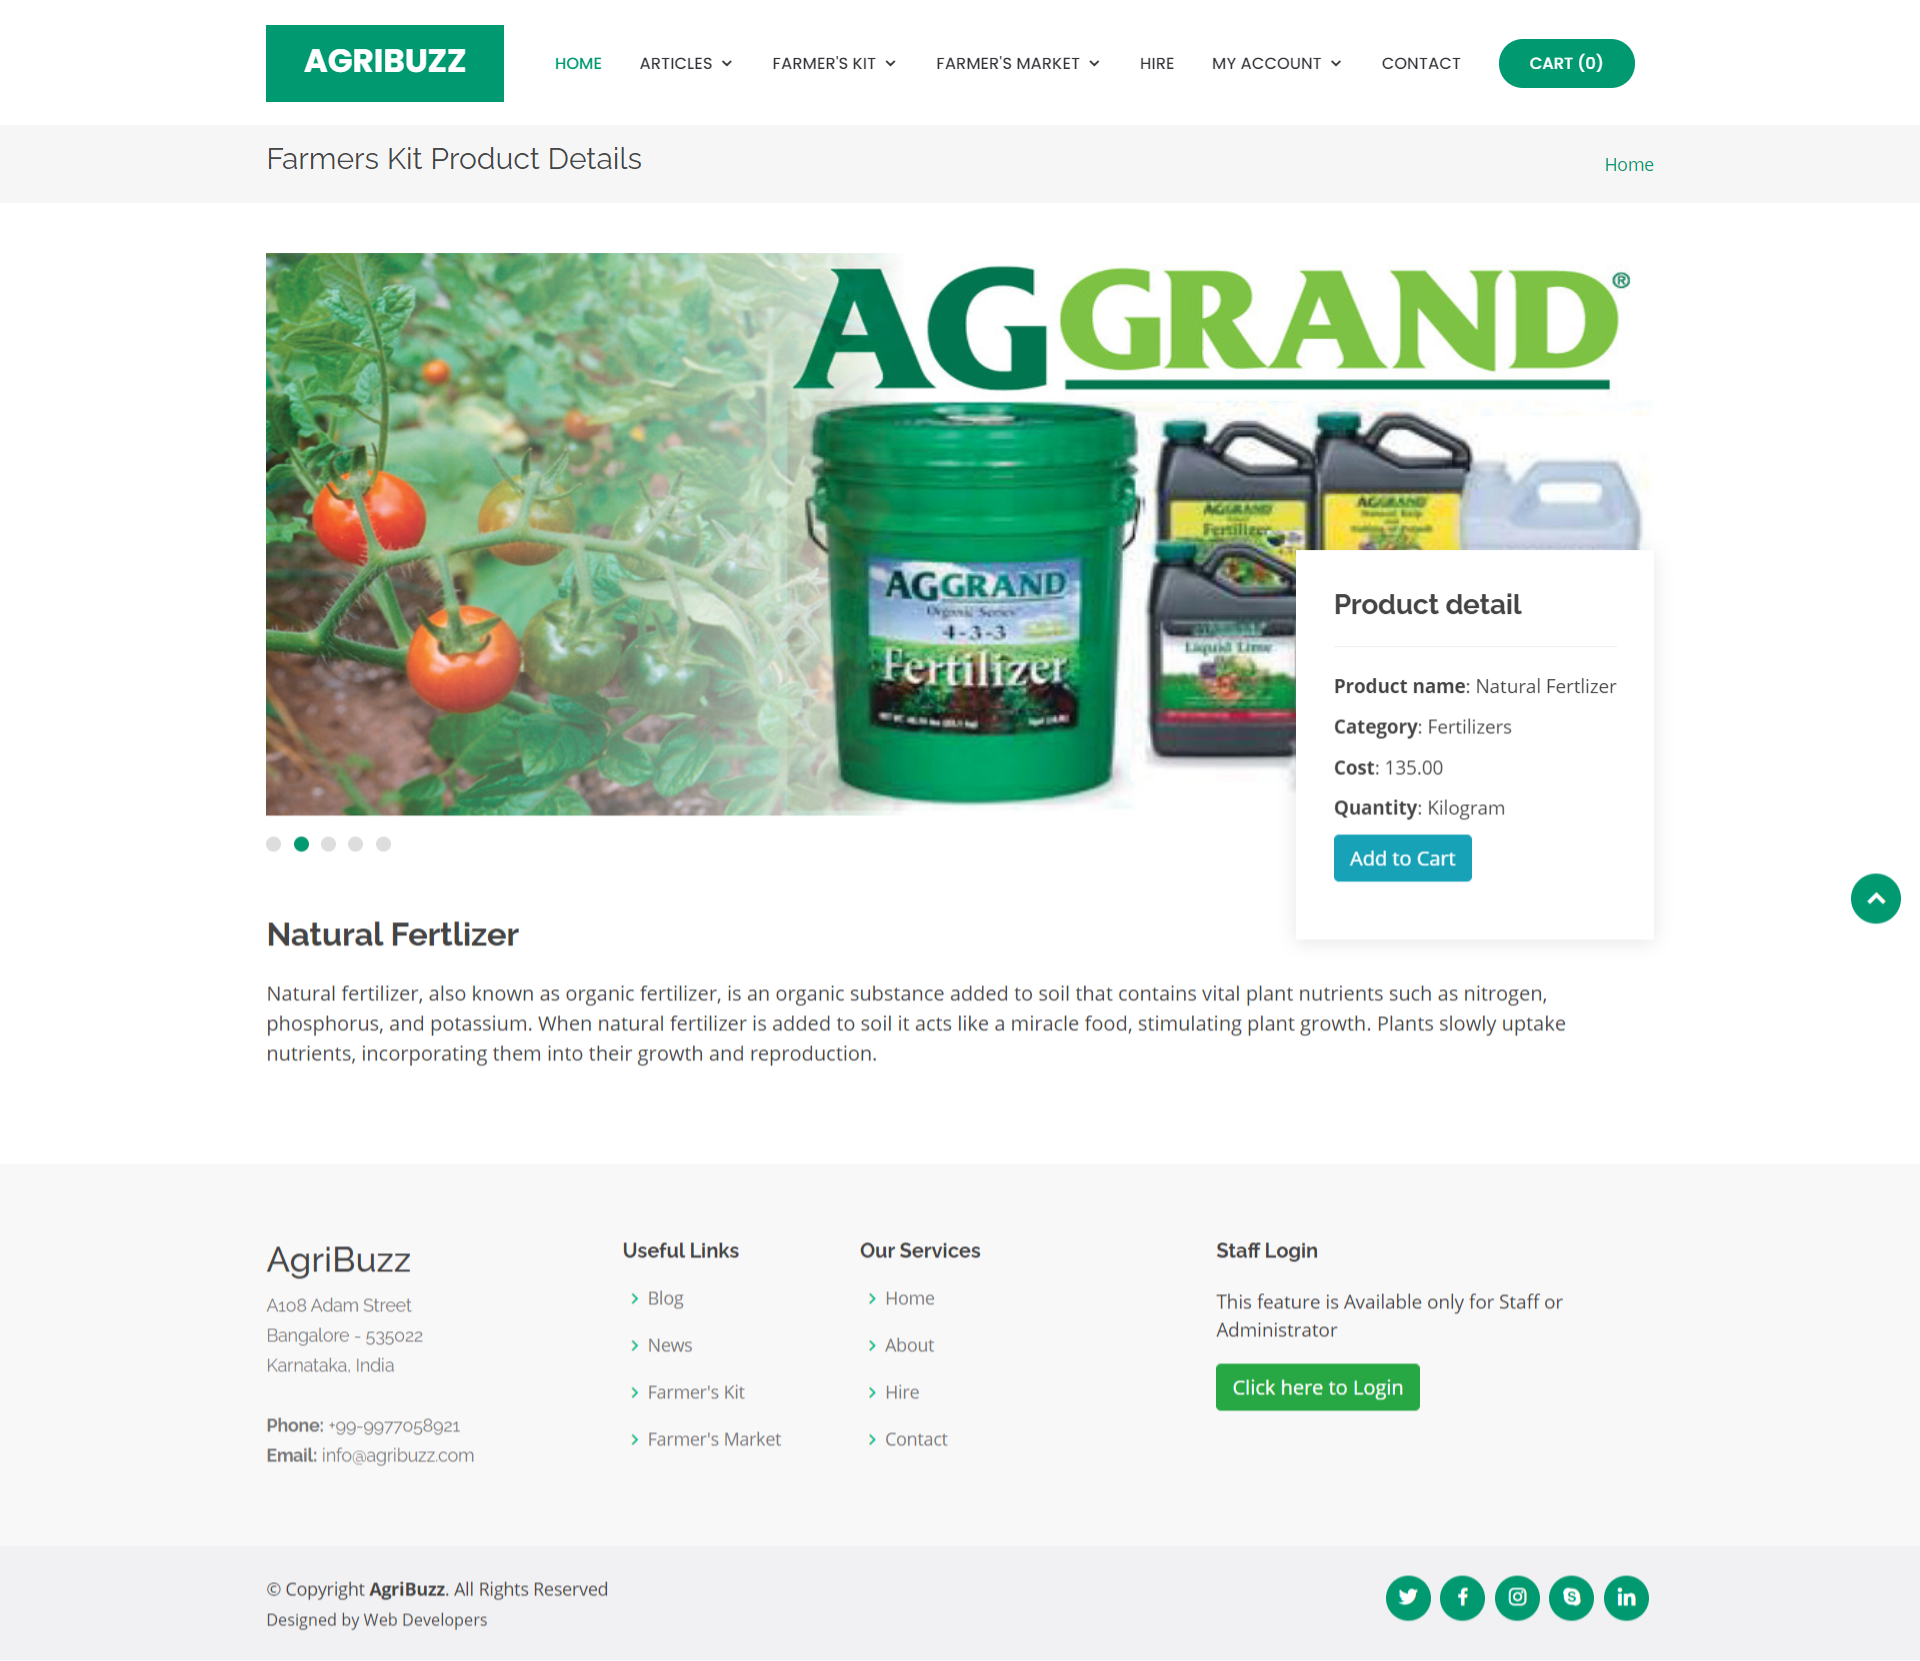 AGRIBUZZ
HOME ARTICLES FARMER'S KIT FARMER'S MARKET HIRE MY ACCOUNT CONTACT CART (0)
Farmers Kit Product Details
Home
AGGRAND®
AGGRAND
Fertilizer
AGGRAND
AGGRAND
Organic Series
4-3-3
Fertilizer
Liquid Lime
Product detail
Product name: Natural Fertlizer
Category: Fertilizers
Cost: 135.00
Quantity: Kilogram
Add to Cart
Natural Fertlizer
Natural fertilizer, also known as organic fertilizer, is an organic substance added to soil that contains vital plant nutrients such as nitrogen,
phosphorus, and potassium. When natural fertilizer is added to soil it acts like a miracle food, stimulating plant growth. Plants slowly uptake
nutrients, incorporating them into their growth and reproduction.
AgriBuzz
A108 Adam Street
Bangalore - 535022
Karnataka, India
Phone: +99-9977058921
Email: info@agribuzz.com
Useful Links
Blog
News
Farmer's Kit
Farmer's Market
Our Services
Home
About
Hire
Contact
Staff Login
This feature is Available only for Staff or
Administrator
Click here to Login
© Copyright AgriBuzz. All Rights Reserved
Designed by Web Developers